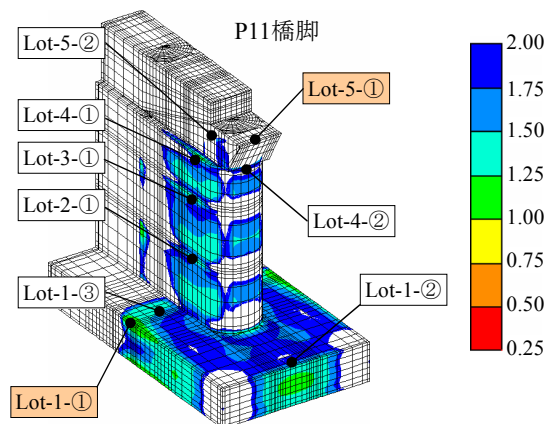 P11橋脚
Lot-5-②
Lot-5-①
Lot-4-①
Lot-3-①
Lot-2-①
Lot-4-②
Lot-1-③
Lot-1-②
Lot-1-①
2.00
1.75
1.50
1.25
1.00
0.75
0.50
0.25